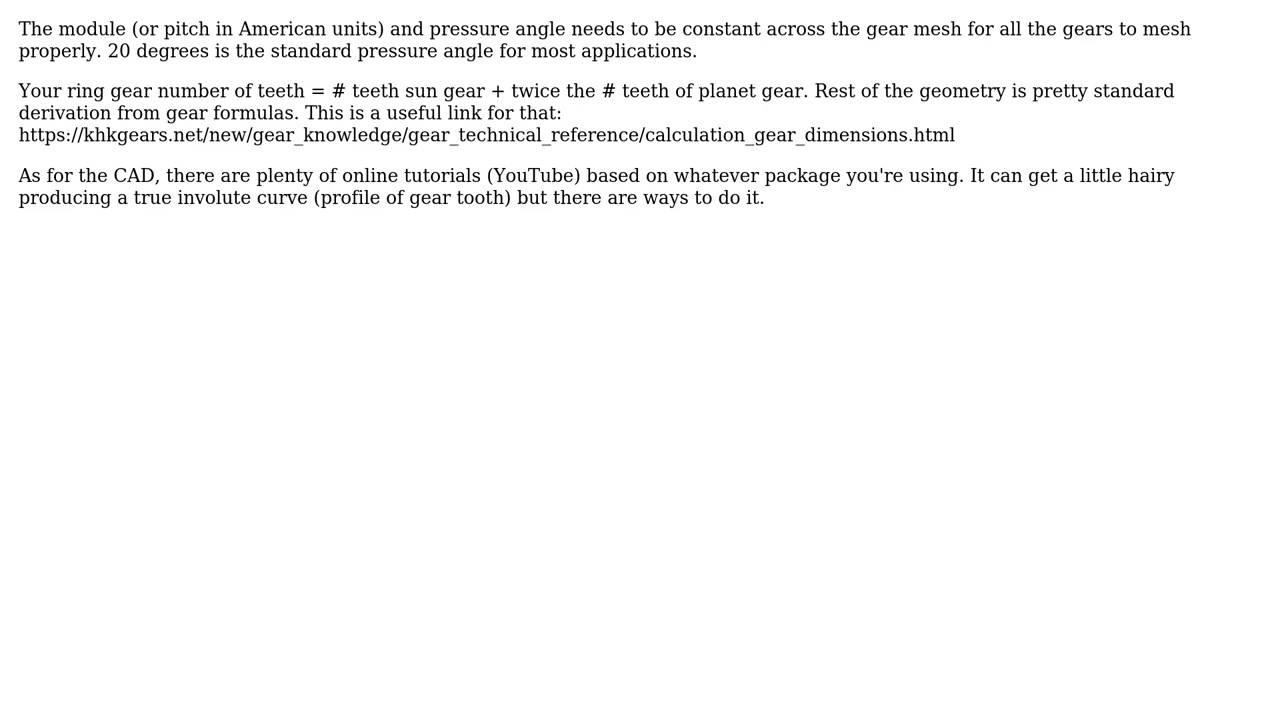 The module (or pitch in American units) and pressure angle needs to be constant across the gear mesh for all the gears to mesh
properly. 20 degrees is the standard pressure angle for most applications.
Your ring gear number of teeth = # teeth sun gear + twice the # teeth of planet gear. Rest of the geometry is pretty standard
derivation from gear formulas. This is a useful link for that:
https://khkgears.net/new/gear_knowledge/gear_technical_reference/calculation_gear_dimensions.html
As for the CAD, there are plenty of online tutorials (YouTube) based on whatever package you're using. It can get a little hairy
producing a true involute curve (profile of gear tooth) but there are ways to do it.